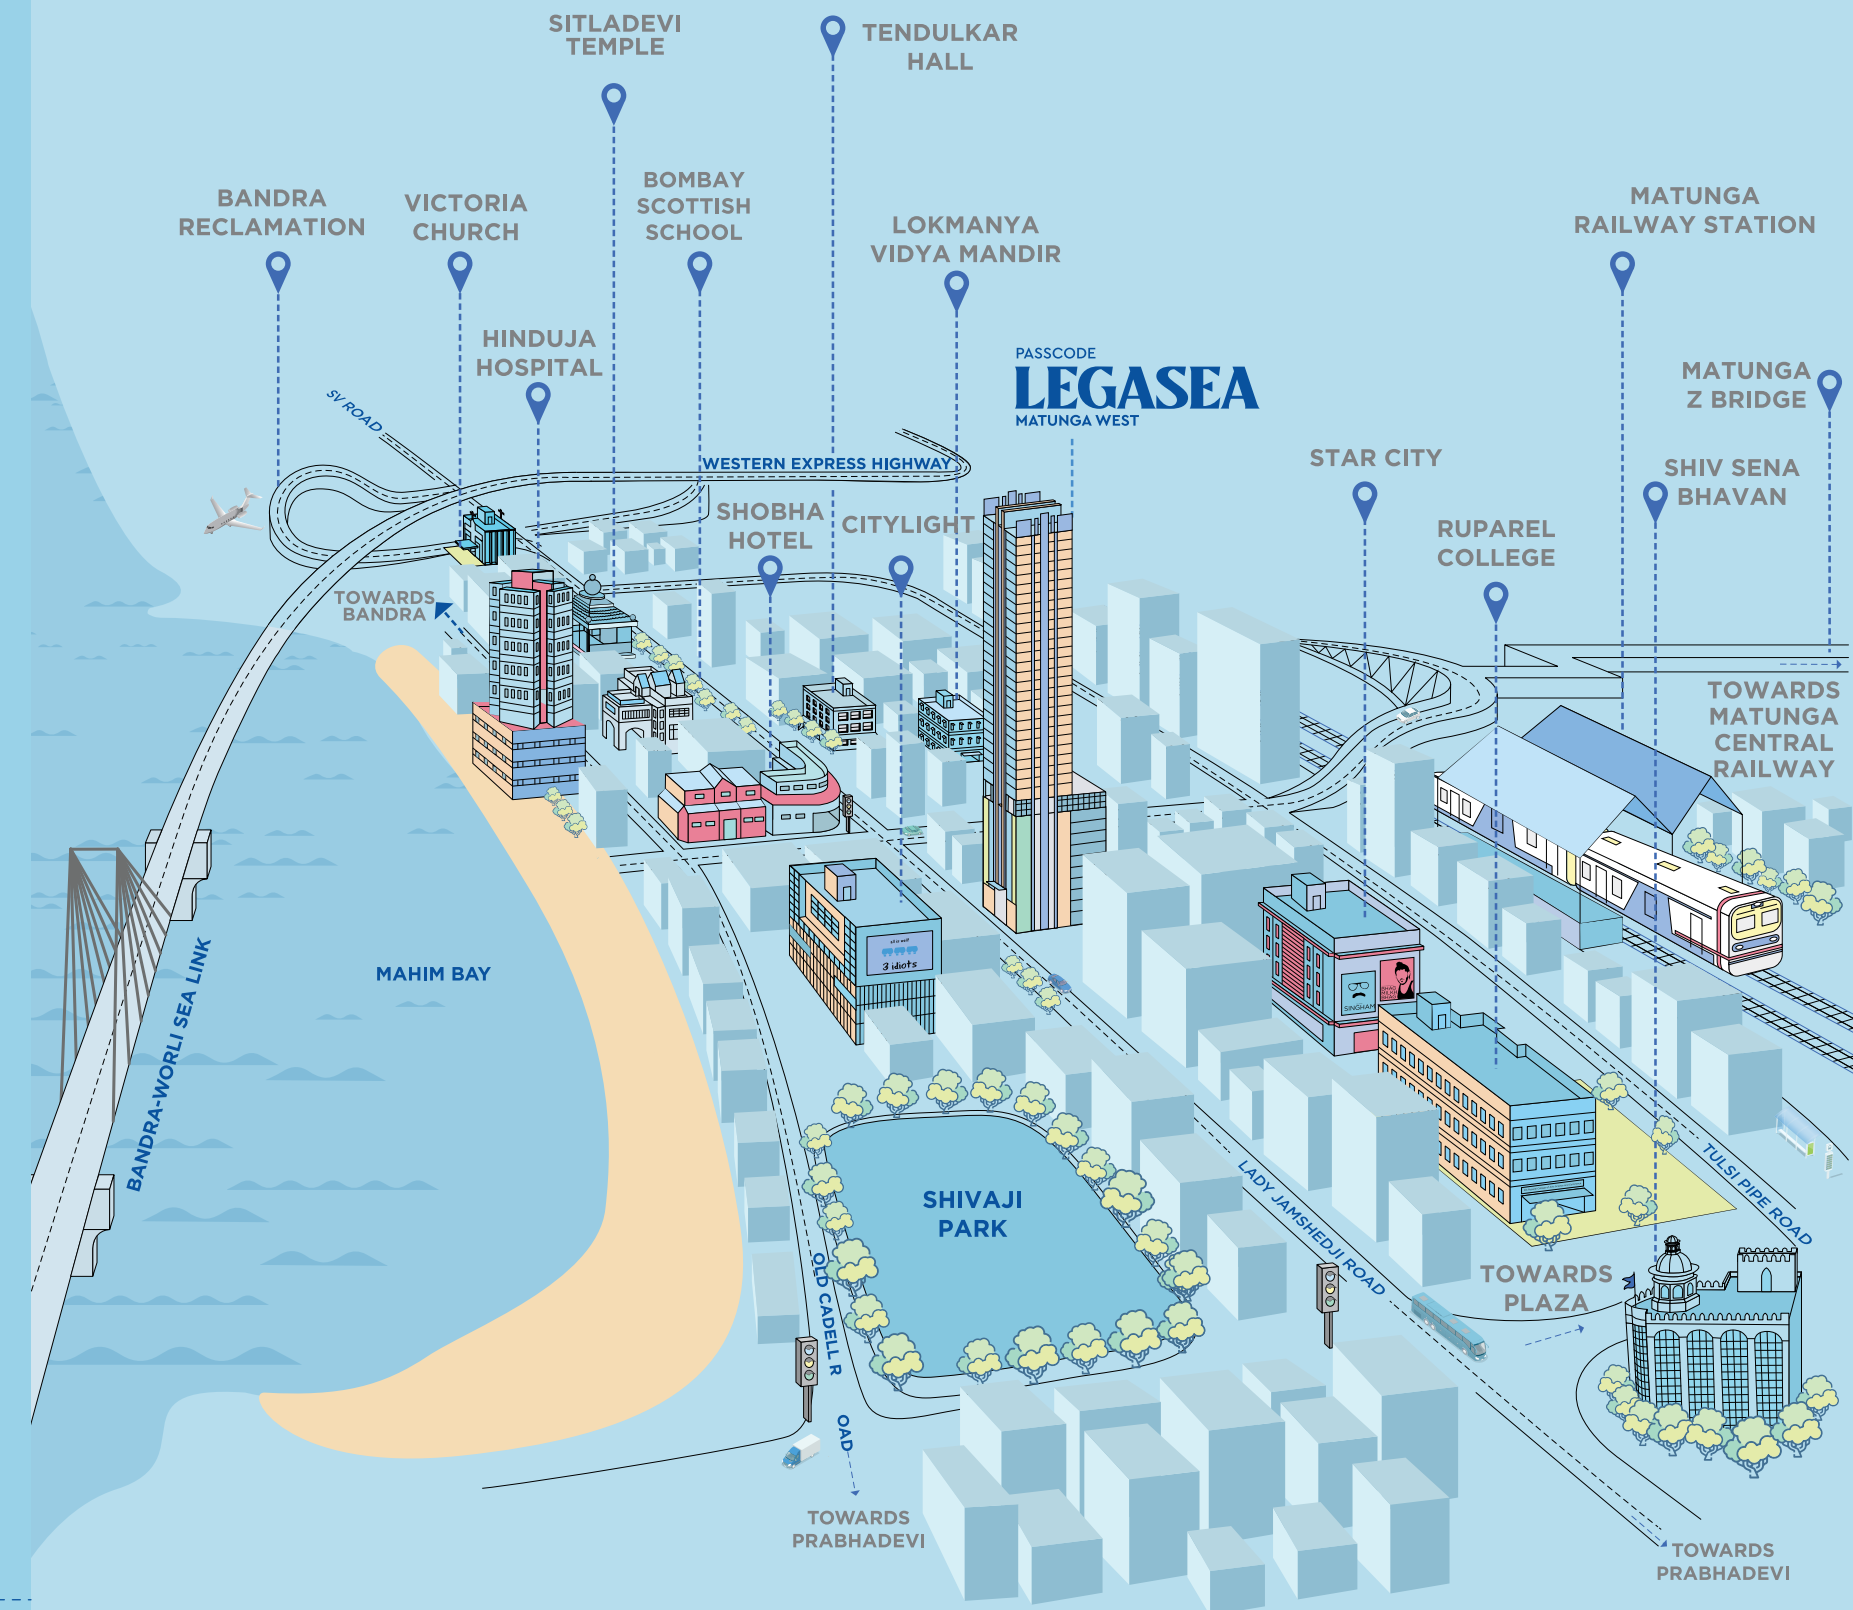 SITLADEVI
TEMPLE
TENDULKAR
HALL
BANDRA
RECLAMATION
VICTORIA
CHURCH
BOMBAY
SCOTTISH
SCHOOL
LOKMANYA
VIDYA MANDIR
MATUNGA
RAILWAY STATION
HINDUJA
HOSPITAL
PASSCODE
LEGASEA
MATUNGA WEST
MATUNGA
Z BRIDGE
SV ROAD
WESTERN EXPRESS HIGHWAY
STAR CITY
SHIV SENA
BHAVAN
SHOBHA
HOTEL
CITYLIGHT
RUPAREL
COLLEGE
TOWARDS
BANDRA
TOWARDS
MATUNGA
CENTRAL
RAILWAY
3 idiots
MAHIM BAY
BANDRA-WORLI SEA LINK
SINGHAM
SHIVAJI
PARK
LADY JAMSHEDJI ROAD
TULSI PIPE ROAD
OLD CADELL R
OAD
TOWARDS
PLAZA
TOWARDS
PRABHADEVI
TOWARDS
PRABHADEVI